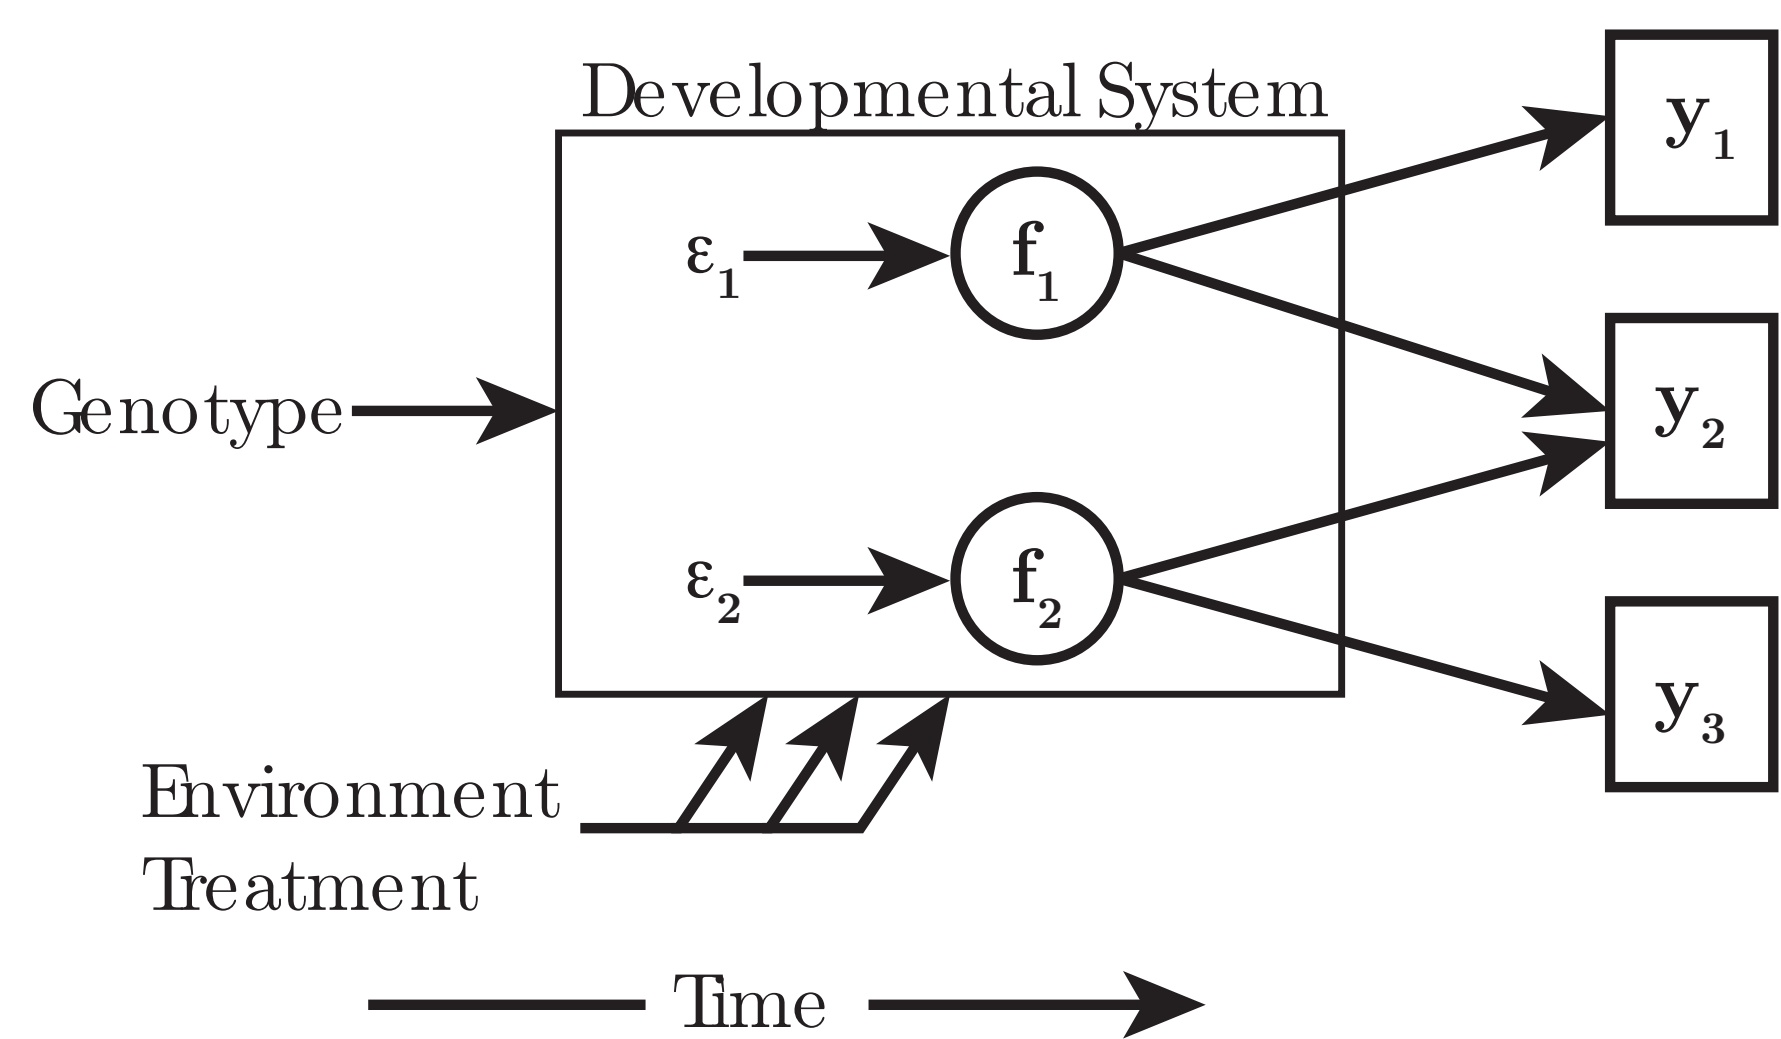 Developmental System
y1
ε1
f1
Genotype
y2
ε2
f2
y3
Environment
Treatment
Time